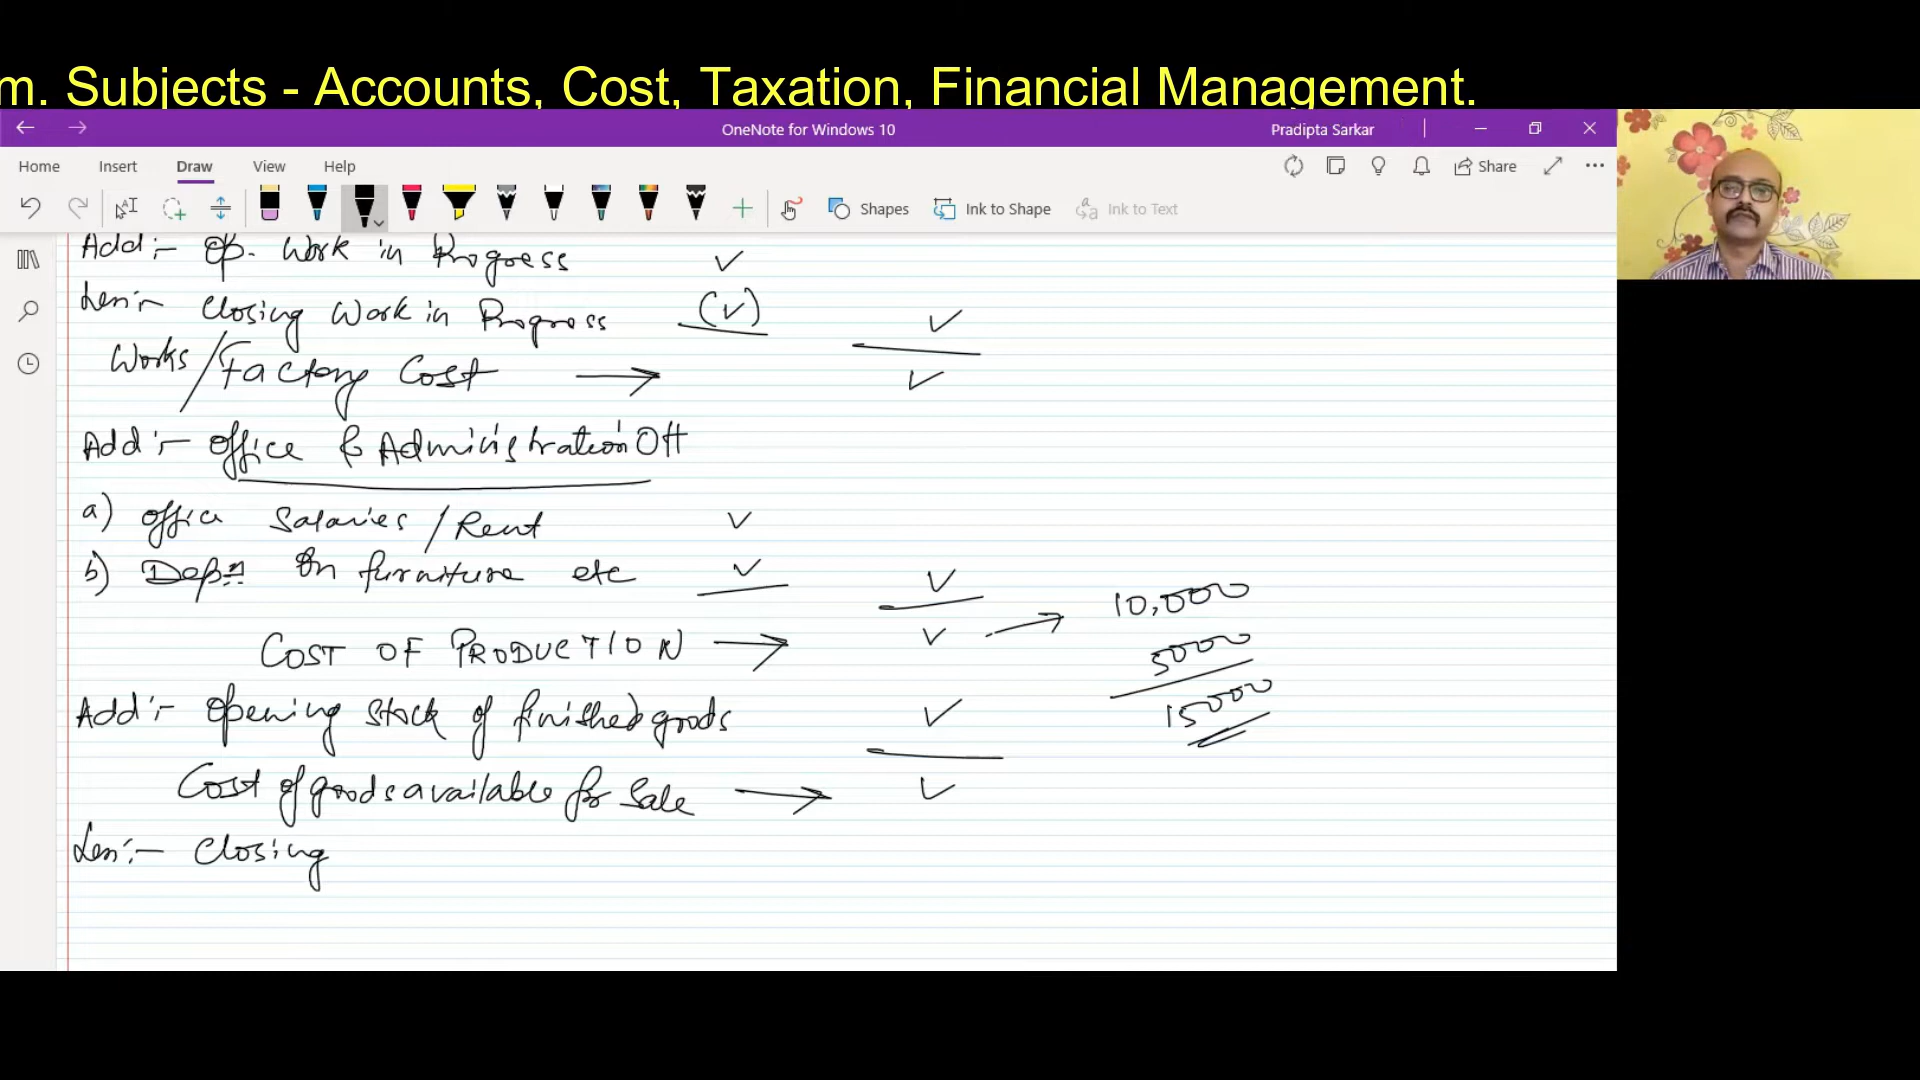 m. Subjects - Accounts, Cost, Taxation, Financial Management.
OneNote for Windows 10
Pradipta Sarkar
Home Insert Draw View Help
Share
Shapes Ink to Shape Ink to Text
Add:- Op. Work in Progress ✓
Less:- Closing Work in Progress (✓) ✓
Works/Factory Cost → ✓
Add:- Office & Administration OH
a) Office Salaries/Rent ✓
b) Depn. On furniture etc ✓ ✓
COST OF PRODUCTION → ✓ → 10,000
5000
15000
Add:- Opening Stock of finished goods ✓
Cost of goods available for Sale → ✓
Less:- Closing